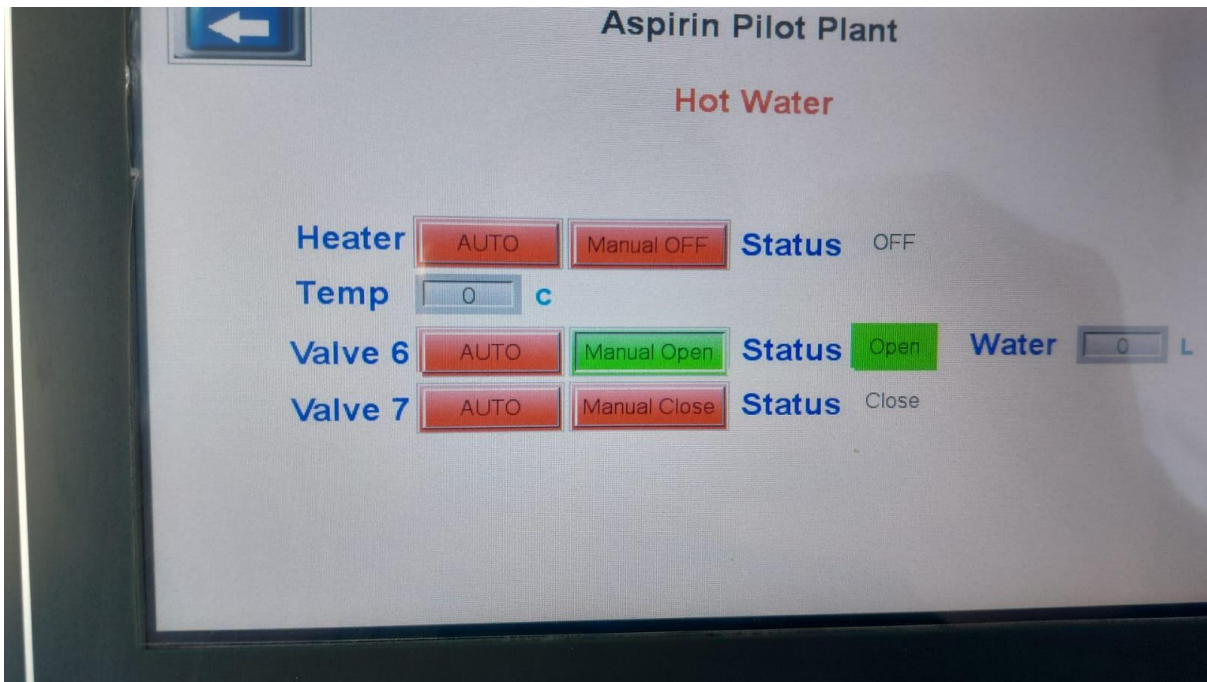 Aspirin Pilot Plant
Hot Water
Heater AUTO Manual OFF Status OFF
Temp 0 C
Valve 6 AUTO Manual Open Status Open Water 0 L
Valve 7 AUTO Manual Close Status Close